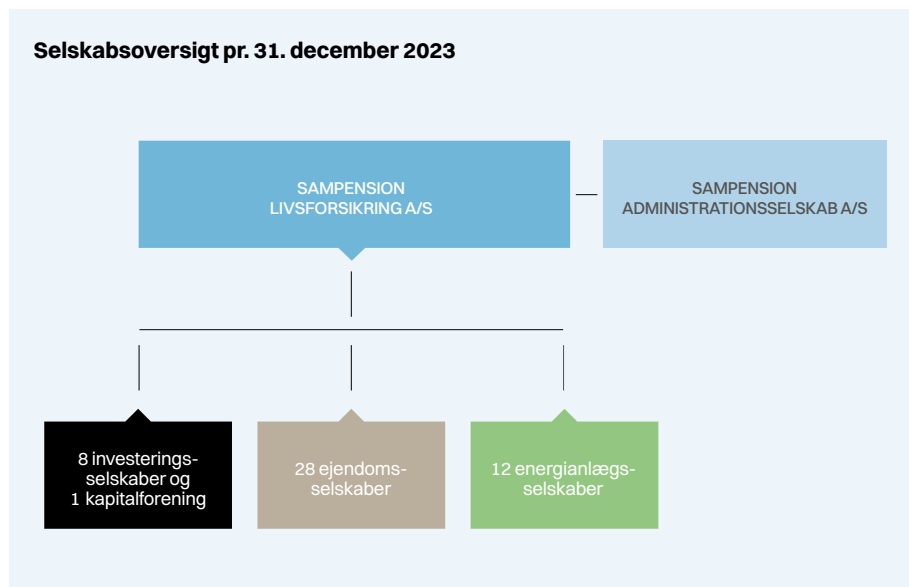 Selskabsoversigt pr. 31. december 2023
SAMPENSION
LIVSFORSIKRING A/S
SAMPENSION
ADMINISTRATIONSSELSKAB A/S
8 investerings-
selskaber og
1 kapitalforening
28 ejendoms-
selskaber
12 energianlægs-
selskaber